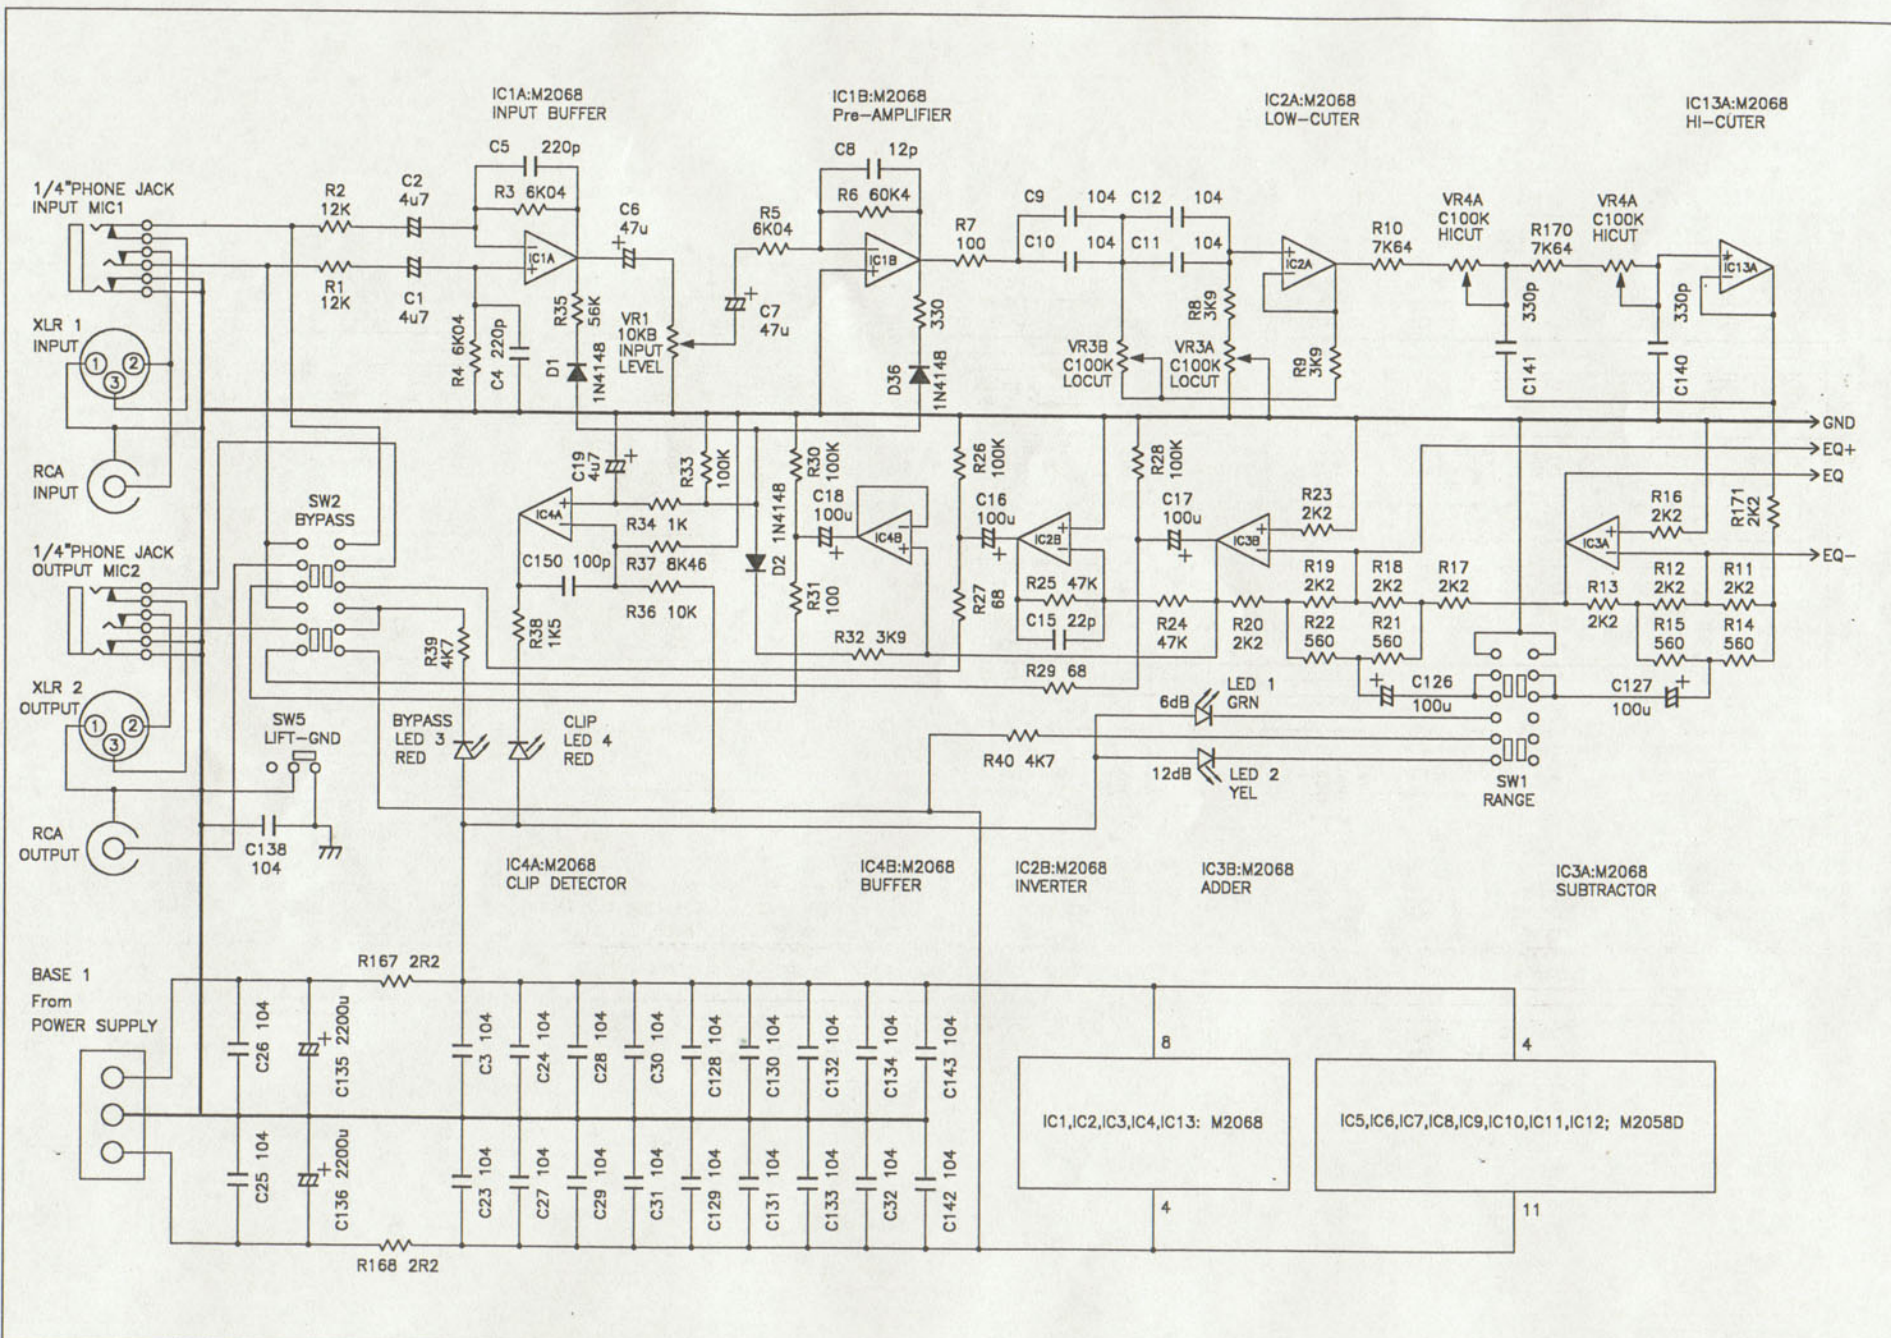 IC1A:M2068
INPUT BUFFER
IC1B:M2068
Pre-AMPLIFIER
IC2A:M2068
LOW-CUTER
IC13A:M2068
HI-CUTER
C5 220p
R3 6K04
C8 12p
R6 60K4
1/4"PHONE JACK
INPUT MIC1
R2
12K
C2
4u7
R1
12K
C1
4u7
IC1A
C6
47u
R5
6K04
IC1B
R7
100
C9 104
C12 104
C10 104
C11 104
IC2A
R10
7K64
VR4A
C100K
HICUT
R170
7K64
VR4A
C100K
HICUT
IC13A
R4 6K04
C4 220p
R35
56K
D1
1N4148
VR1
10KB
INPUT
LEVEL
C7
47u
330
D36
1N4148
R8
3K9
VR3B
C100K
LOCUT
VR3A
C100K
LOCUT
R9
3K9
330p
C141
330p
C140
XLR 1
INPUT
1
2
3
RCA
INPUT
GND
EQ+
EQ
EQ-
SW2
BYPASS
C19
4u7
R33
100K
R30
100K
R26
100K
R28
100K
IC4A
R34 1K
R37 8K46
R36 10K
C150 100p
D2 1N4148
C18
100u
IC4B
C16
100u
IC2B
C17
100u
IC3B
R23
2K2
R16
2K2
IC3A
R171
2K2
1/4"PHONE JACK
OUTPUT MIC2
R39
4K7
R38
1K5
R31
100
R32 3K9
R27
68
R25 47K
C15 22p
R24
47K
R20
2K2
R19
2K2
R18
2K2
R17
2K2
R22
560
R21
560
R13
2K2
R12
2K2
R11
2K2
R15
560
R14
560
R29 68
C126
100u
C127
100u
XLR 2
OUTPUT
1
2
3
SW5
LIFT-GND
BYPASS
LED 3
RED
CLIP
LED 4
RED
6dB
LED 1
GRN
R40 4K7
12dB
LED 2
YEL
SW1
RANGE
RCA
OUTPUT
C138
104
IC4A:M2068
CLIP DETECTOR
IC4B:M2068
BUFFER
IC2B:M2068
INVERTER
IC3B:M2068
ADDER
IC3A:M2068
SUBTRACTOR
BASE 1
From
POWER SUPPLY
R167 2R2
C26 104
C135 2200u
C3 104
C24 104
C28 104
C30 104
C128 104
C130 104
C132 104
C134 104
C143 104
8
4
IC1,IC2,IC3,IC4,IC13: M2068
IC5,IC6,IC7,IC8,IC9,IC10,IC11,IC12; M2058D
C25 104
C136 2200u
C23 104
C27 104
C29 104
C31 104
C129 104
C131 104
C133 104
C32 104
C142 104
4
11
R168 2R2